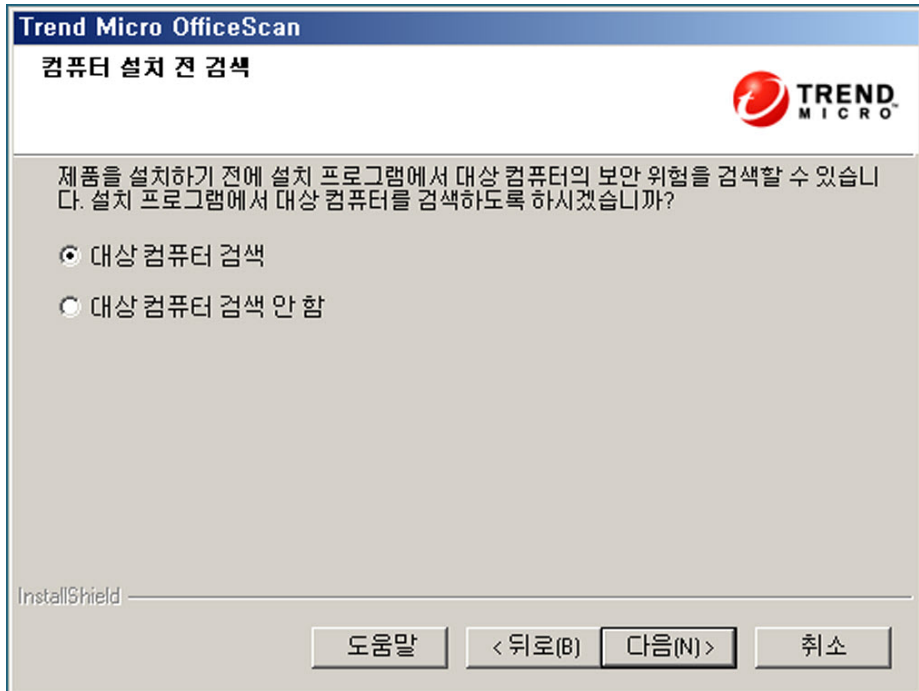 Trend Micro OfficeScan
컴퓨터 설치 전 검색
TREND
MICRO™
제품을 설치하기 전에 설치 프로그램에서 대상 컴퓨터의 보안 위험을 검색할 수 있습니
다. 설치 프로그램에서 대상 컴퓨터를 검색하도록 하시겠습니까?
대상 컴퓨터 검색
대상 컴퓨터 검색 안 함
InstallShield
도움말
< 뒤로(B)
다음(N) >
취소